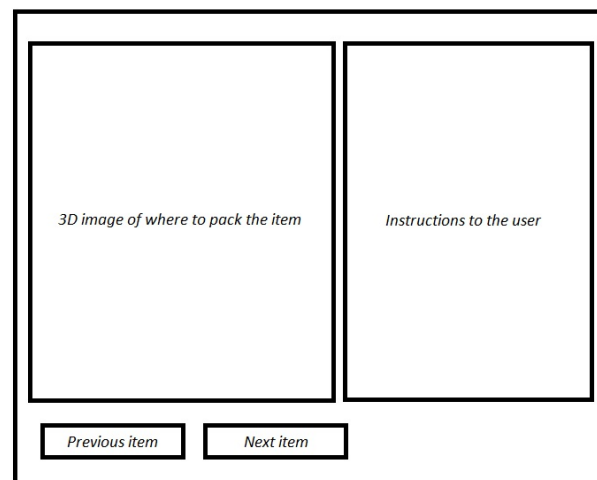 3D image of where to pack the item
Instructions to the user
Previous item
Next item